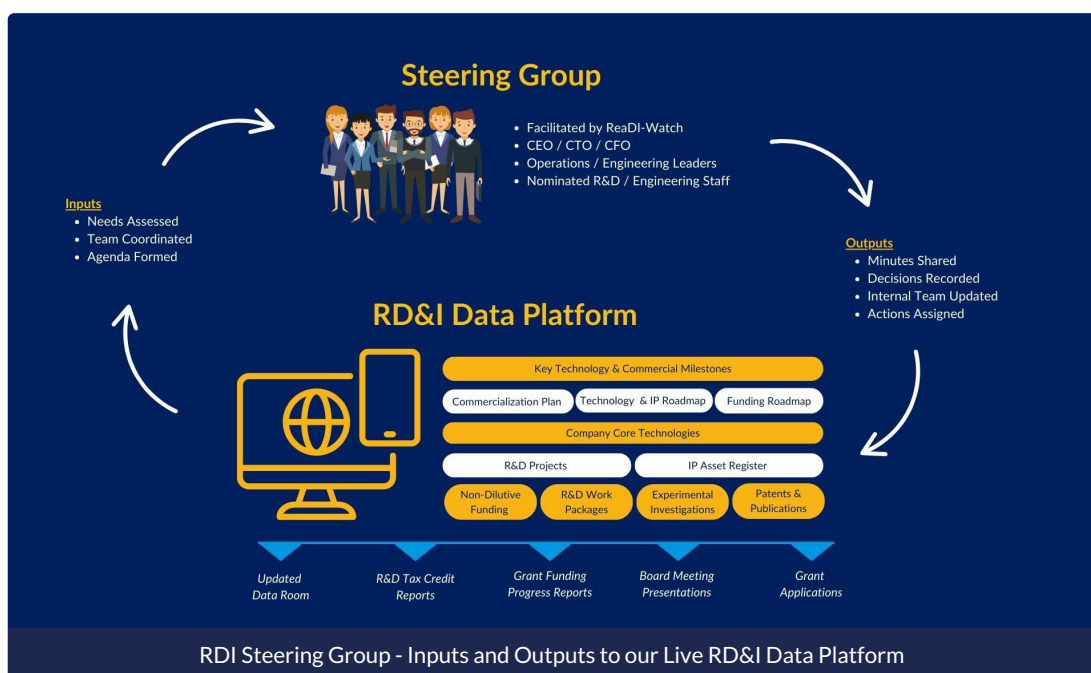 Steering Group
Facilitated by ReaDI-Watch
CEO / CTO / CFO
Operations / Engineering Leaders
Nominated R&D / Engineering Staff
Inputs
Needs Assessed
Team Coordinated
Agenda Formed
Outputs
Minutes Shared
Decisions Recorded
Internal Team Updated
Actions Assigned
RD&I Data Platform
Key Technology & Commercial Milestones
Commercialization Plan
Technology & IP Roadmap
Funding Roadmap
Company Core Technologies
R&D Projects
IP Asset Register
Non-Dilutive
Funding
R&D Work
Packages
Experimental
Investigations
Patents &
Publications
Updated
Data Room
R&D Tax Credit
Reports
Grant Funding
Progress Reports
Board Meeting
Presentations
Grant
Applications
RDI Steering Group - Inputs and Outputs to our Live RD&I Data Platform